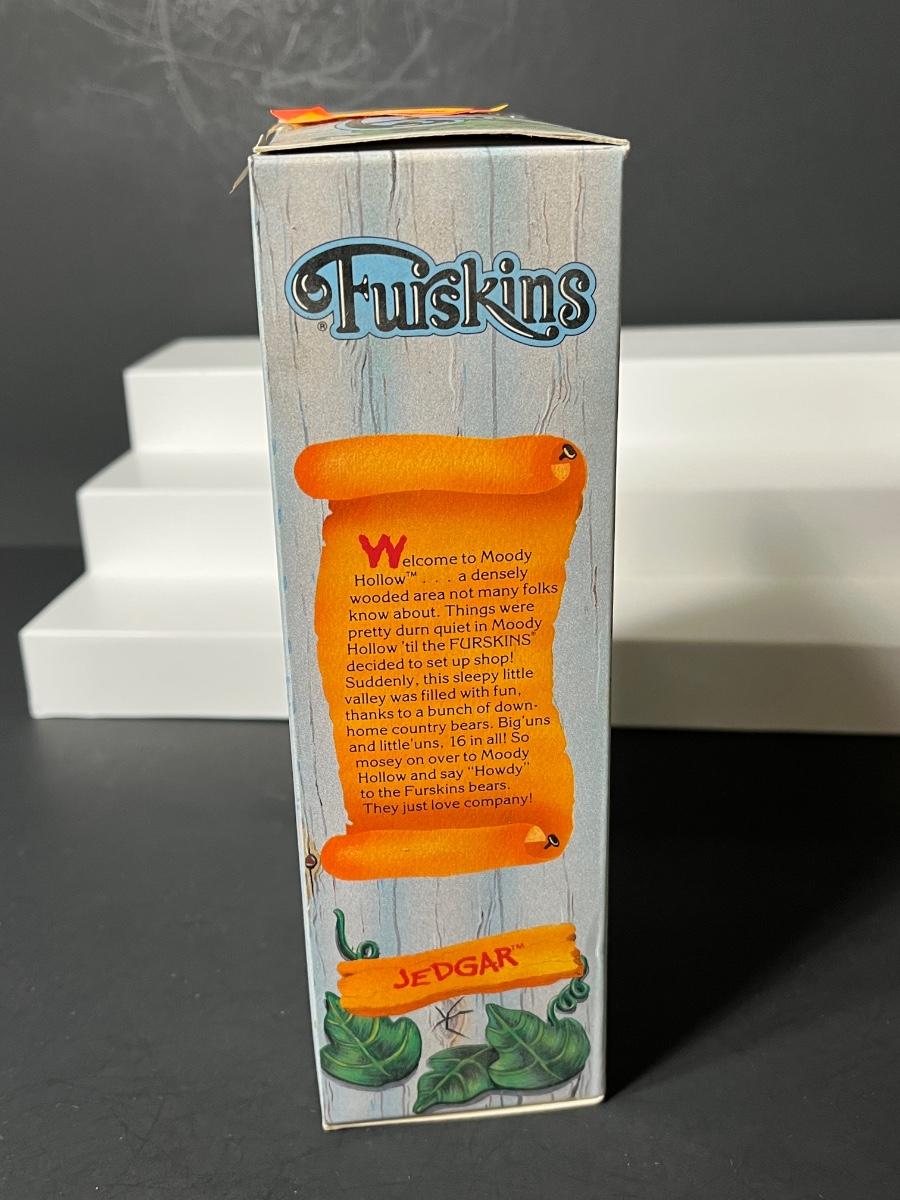 Furskins
®
Welcome to Moody
Hollow™ . . . a densely
wooded area not many folks
know about. Things were
pretty durn quiet in Moody
Hollow 'til the FURSKINS®
decided to set up shop!
Suddenly, this sleepy little
valley was filled with fun,
thanks to a bunch of down-
home country bears. Big'uns
and little'uns, 16 in all! So
mosey on over to Moody
Hollow and say "Howdy"
to the Furskins bears.
They just love company!
JEDGAR™